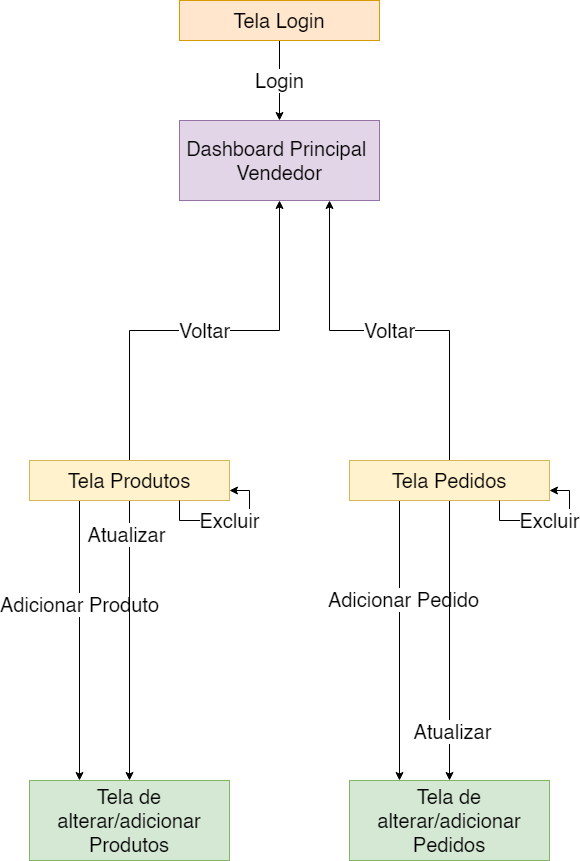 Tela Login
Login
Dashboard Principal
Vendedor
Voltar
Voltar
Tela Produtos
Tela Pedidos
Excluir
Excluir
Atualizar
Adicionar Produto
Adicionar Pedido
Atualizar
Tela de
alterar/adicionar
Produtos
Tela de
alterar/adicionar
Pedidos